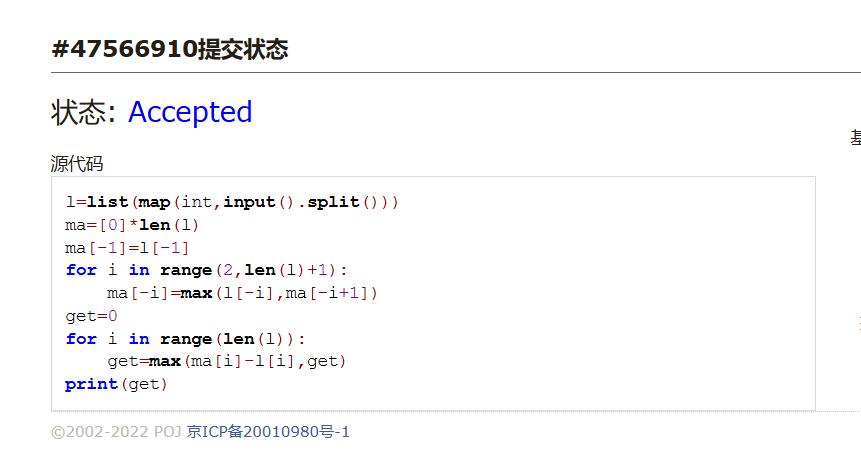 #47566910提交状态
状态: Accepted
源代码
l=list(map(int,input().split()))
ma=[0]*len(l)
ma[-1]=l[-1]
for i in range(2,len(l)+1):
    ma[-i]=max(l[-i],ma[-i+1])
get=0
for i in range(len(l)):
    get=max(ma[i]-l[i],get)
print(get)
©2002-2022 POJ 京ICP备20010980号-1